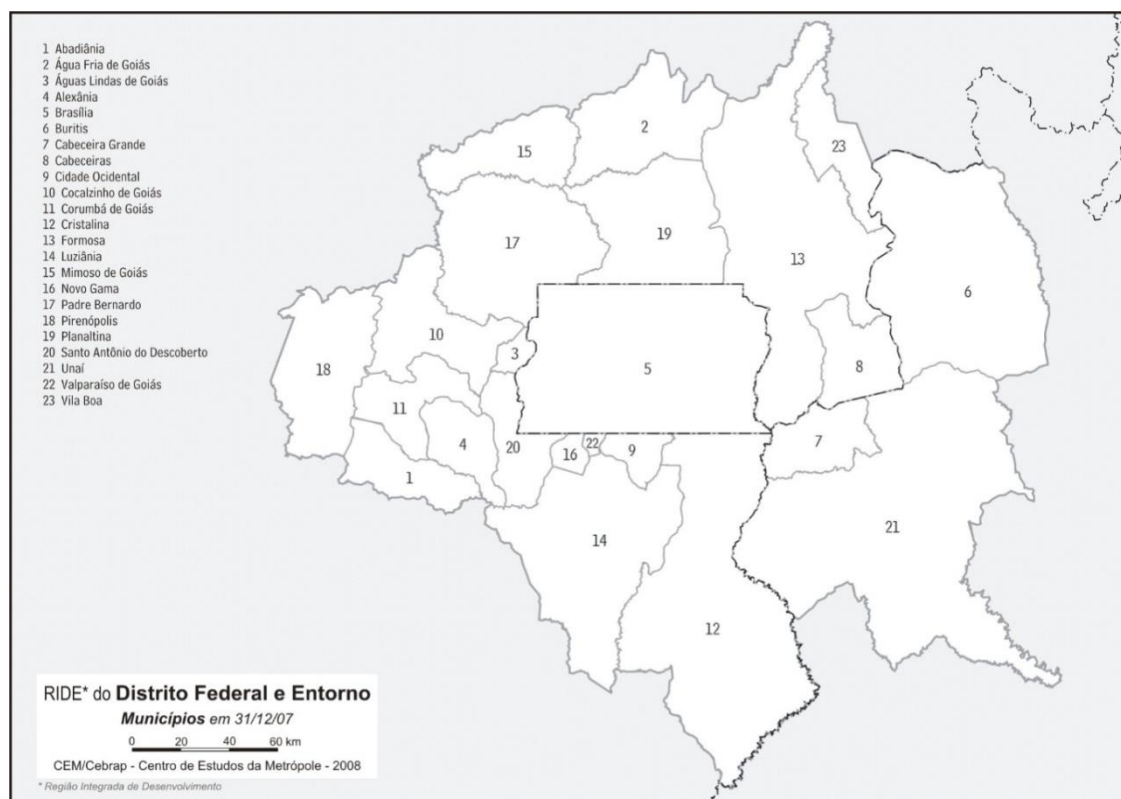 1 Abadiânia
2 Água Fria de Goiás
3 Águas Lindas de Goiás
4 Alexânia
5 Brasília
6 Buritis
7 Cabeceira Grande
8 Cabeceiras
9 Cidade Ocidental
10 Cocalzinho de Goiás
11 Corumbá de Goiás
12 Cristalina
13 Formosa
14 Luziânia
15 Mimoso de Goiás
16 Novo Gama
17 Padre Bernardo
18 Pirenópolis
19 Planaltina
20 Santo Antônio do Descoberto
21 Unaí
22 Valparaíso de Goiás
23 Vila Boa
2
15
23
17
19
13
6
10
3
18
5
8
11
4
20
16
22
9
7
1
14
21
12
RIDE* do Distrito Federal e Entorno
Municípios em 31/12/07
0 20 40 60 km
CEM/Cebrap - Centro de Estudos da Metrópole - 2008
* Região Integrada de Desenvolvimento